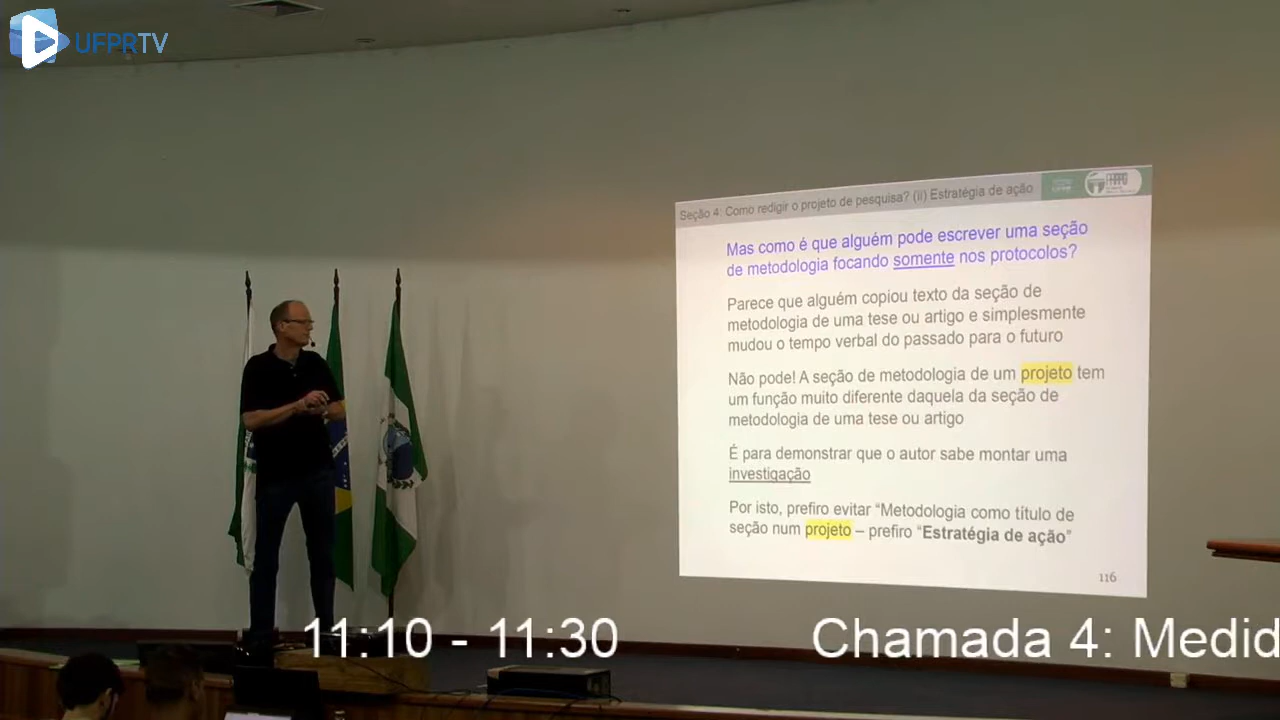 UFPRTV
Seção 4: Como redigir o projeto de pesquisa? (ii) Estratégia de ação
Mas como é que alguém pode escrever uma seção
de metodologia focando somente nos protocolos?
Parece que alguém copiou texto da seção de
metodologia de uma tese ou artigo e simplesmente
mudou o tempo verbal do passado para o futuro
Não pode! A seção de metodologia de um projeto tem
um função muito diferente daquela da seção de
metodologia de uma tese ou artigo
É para demonstrar que o autor sabe montar uma
investigação
Por isto, prefiro evitar “Metodologia como título de
seção num projeto – prefiro “Estratégia de ação”
116
11:10 - 11:30 Chamada 4: Medid